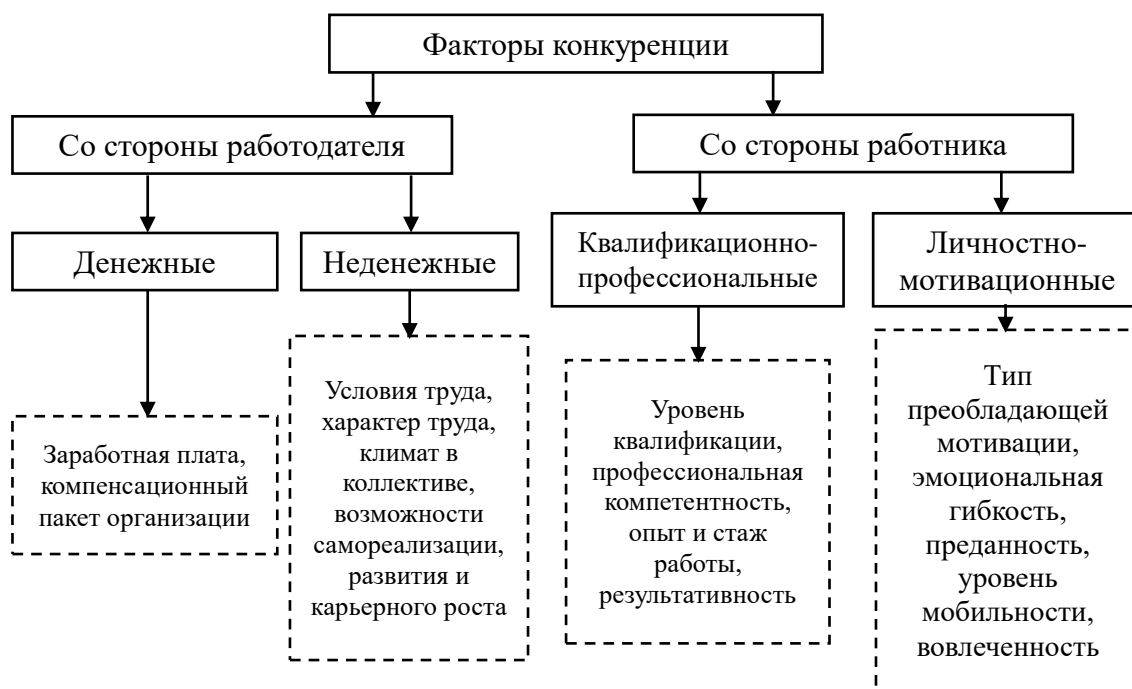 Факторы конкуренции
Со стороны работодателя
Со стороны работника
Денежные
Неденежные
Квалификационно-
профессиональные
Личностно-
мотивационные
Заработная плата,
компенсационный
пакет организации
Условия труда,
характер труда,
климат в
коллективе,
возможности
самореализации,
развития и
карьерного роста
Уровень
квалификации,
профессиональная
компетентность,
опыт и стаж
работы,
результативность
Тип
преобладающей
мотивации,
эмоциональная
гибкость,
преданность,
уровень
мобильности,
вовлеченность